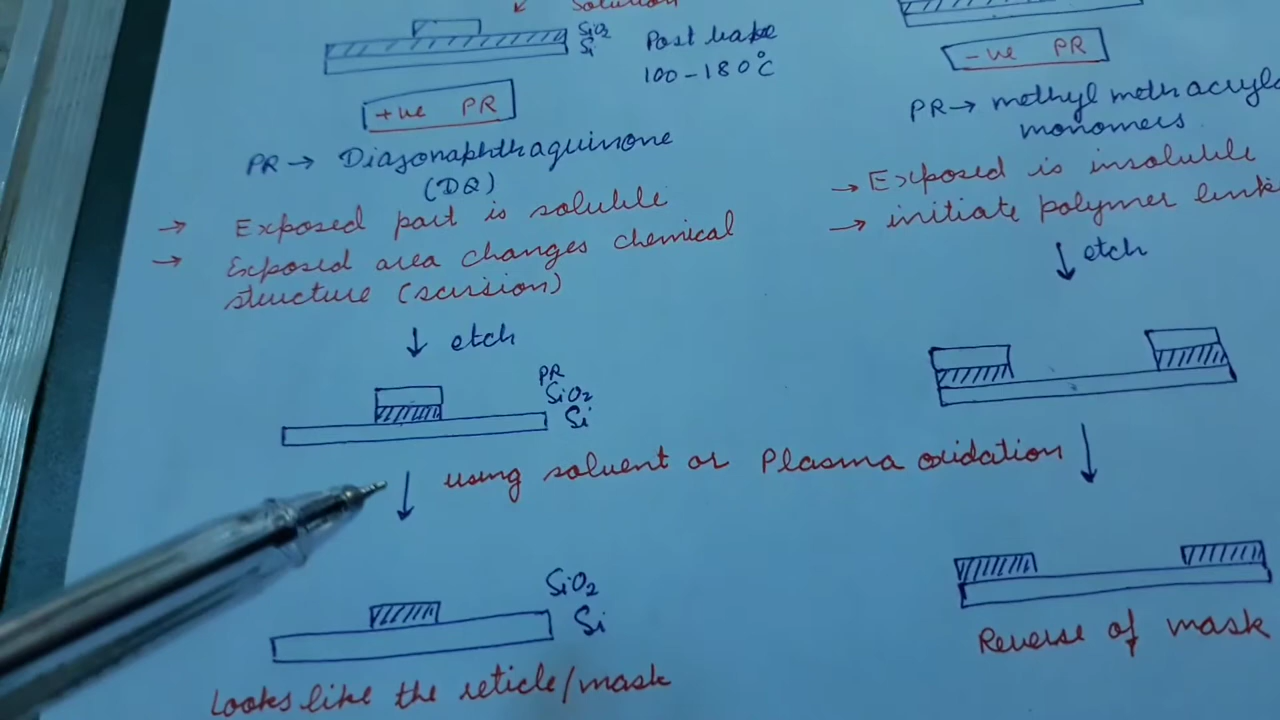 Solution
SiO2
Si
Post bake
100-180°C
+ve PR
PR → Diazonaphthaquinone
(DQ)
→ Exposed part is soluble
→ Exposed area changes chemical
structure (scission)
↓ etch
PR
SiO2
Si
using solvent or Plasma oxidation
SiO2
Si
Looks like the reticle/mask
-ve PR
PR → methyl methacryla
monomers
→ Exposed is insoluble
→ initiate polymer link
↓ etch
Reverse of mask